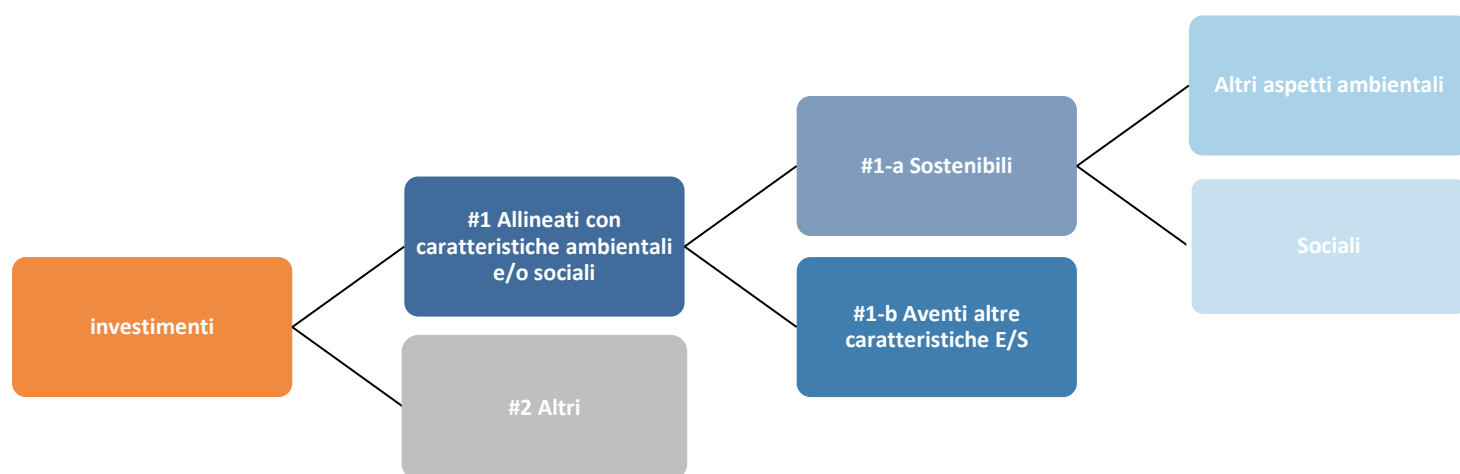 investimenti
#1 Allineati con
caratteristiche ambientali
e/o sociali
#2 Altri
#1-a Sostenibili
#1-b Aventi altre
caratteristiche E/S
Altri aspetti ambientali
Sociali